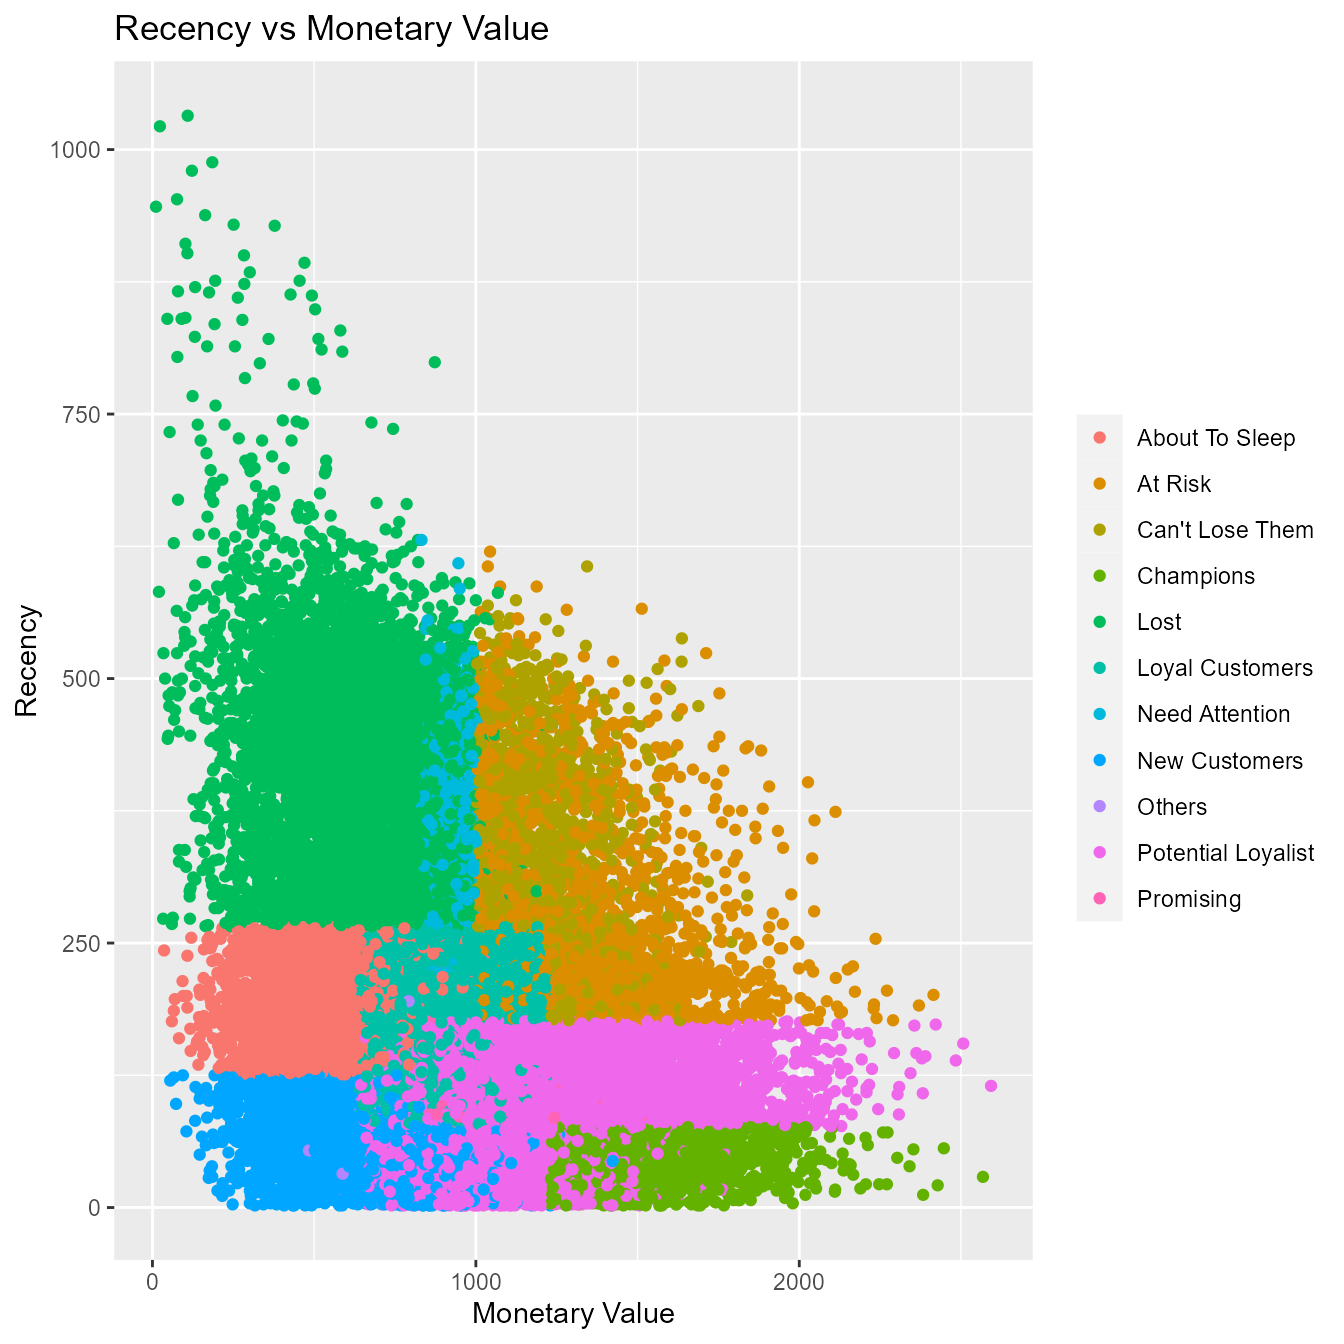 Recency vs Monetary Value
1000
750
500
250
0
Recency
0
1000
2000
Monetary Value
About To Sleep
At Risk
Can't Lose Them
Champions
Lost
Loyal Customers
Need Attention
New Customers
Others
Potential Loyalist
Promising